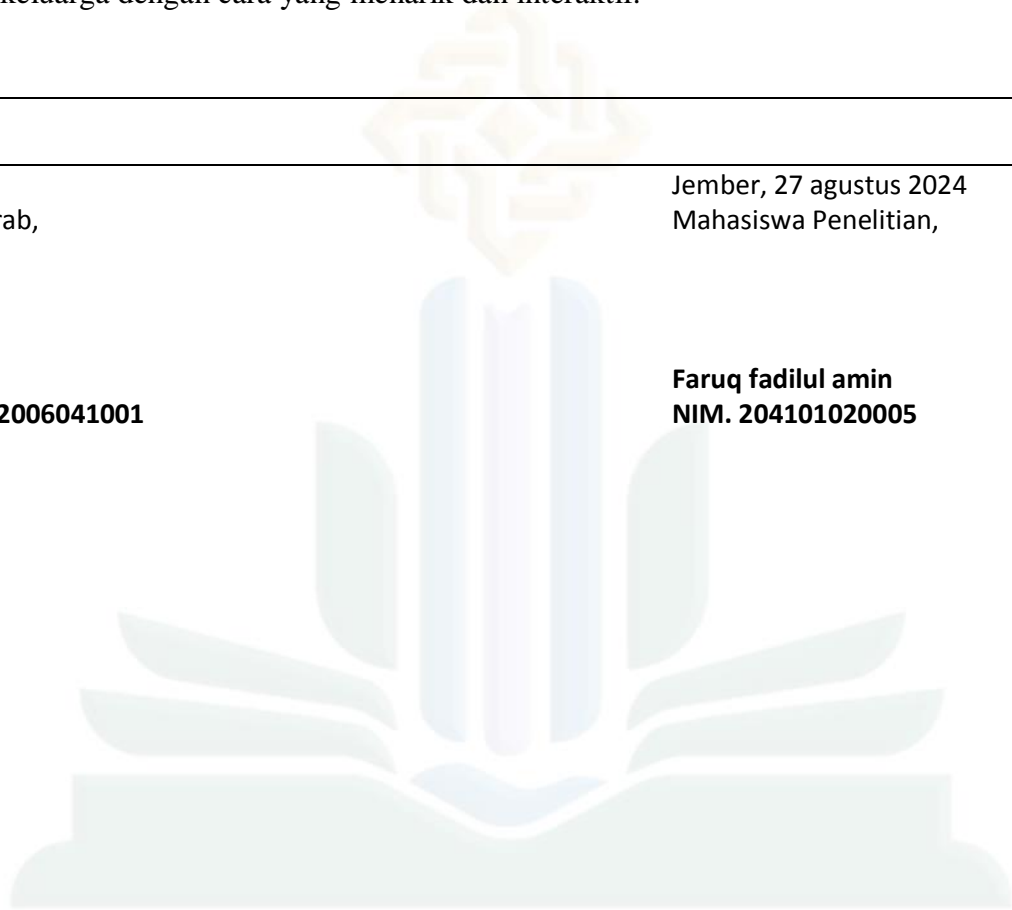 keluarga dengan cara yang menarik dan interaktif.
Jember, 27 agustus 2024
rab,
Mahasiswa Penelitian,
Faruq fadilul amin
2006041001
NIM. 204101020005